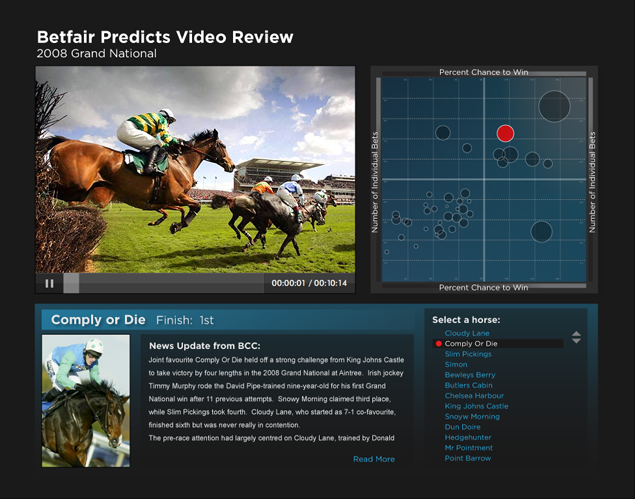 Betfair Predicts Video Review
2008 Grand National
Percent Chance to Win
Number of Individual Bets
Number of Individual Bets
Percent Chance to Win
00:00:01 / 00:10:14
Comply or Die Finish: 1st
News Update from BCC:
Joint favourite Comply Or Die held off a strong challenge from King Johns Castle
to take victory by four lengths in the 2008 Grand National at Aintree. Irish jockey
Timmy Murphy rode the David Pipe-trained nine-year-old for his first Grand
National win after 11 previous attempts. Snowy Morning claimed third place,
while Slim Pickings took fourth. Cloudy Lane, who started as 7-1 co-favourite,
finished sixth but was never really in contention.
The pre-race attention had largely centred on Cloudy Lane, trained by Donald
Read More
Select a horse:
Cloudy Lane
Comply Or Die
Slim Pickings
Simon
Bewleys Berry
Butlers Cabin
Chelsea Harbour
King Johns Castle
Snoyw Morning
Dun Doire
Hedgehunter
Mr Pointment
Point Barrow